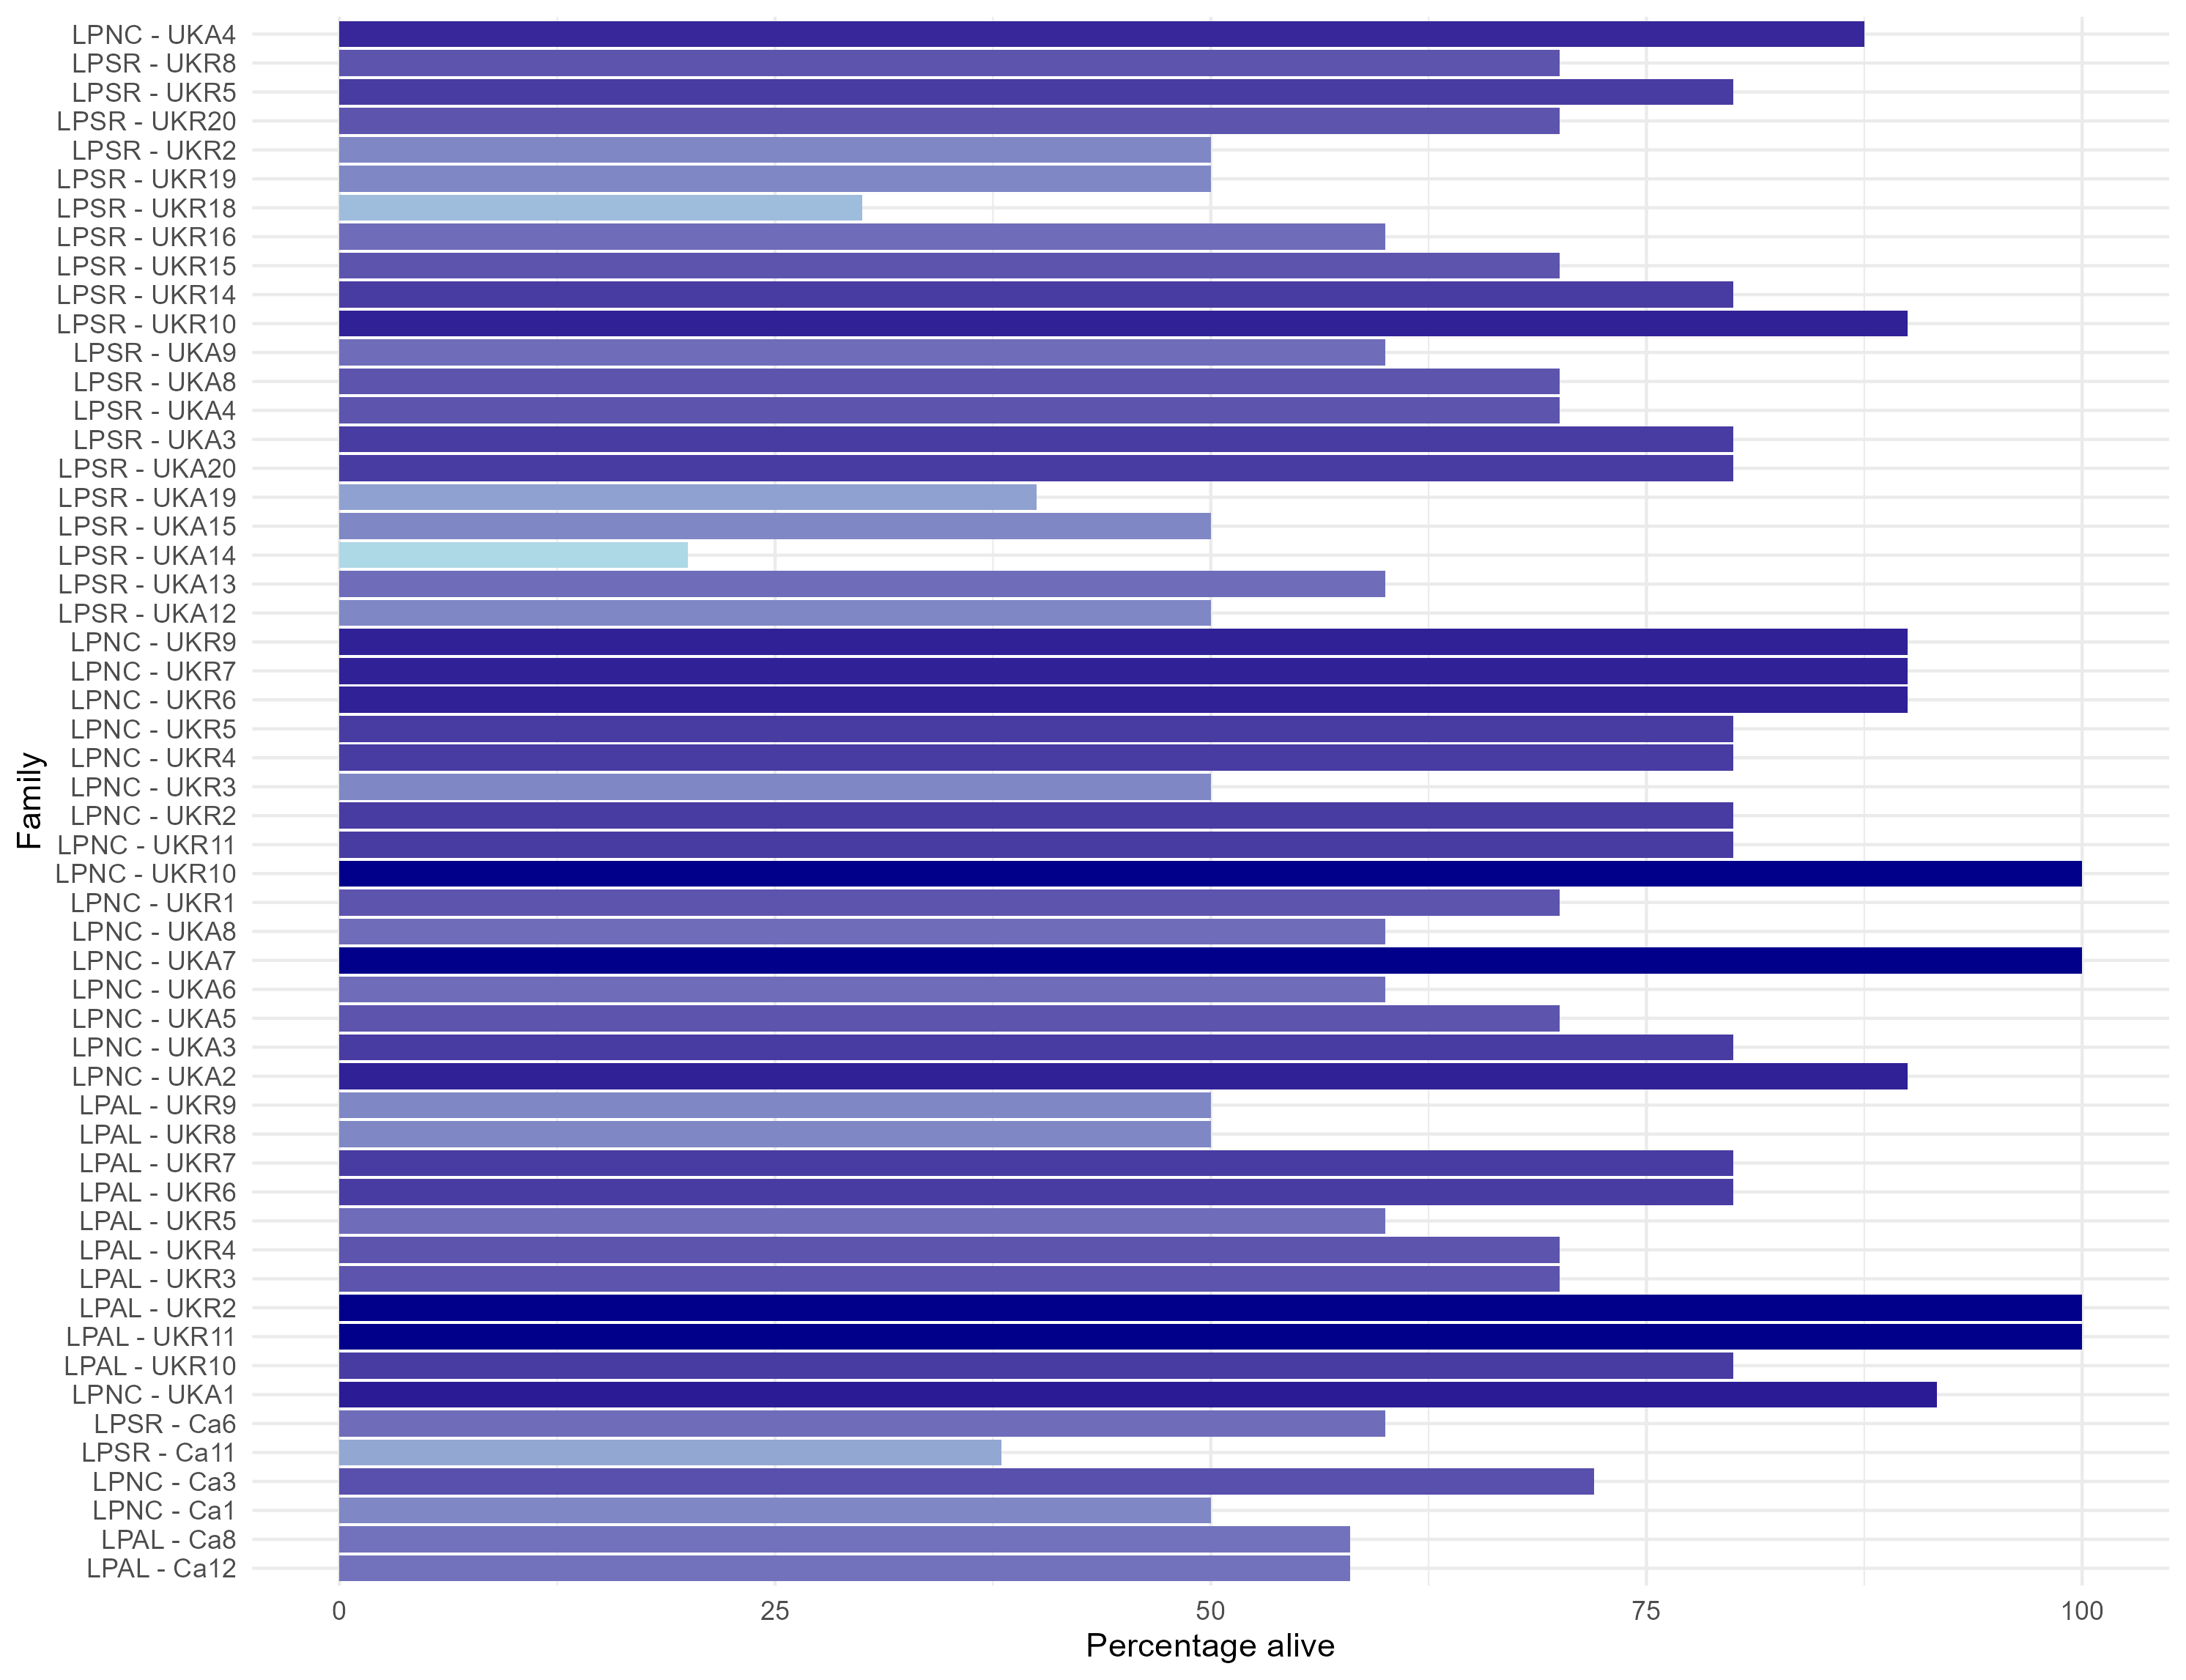 LPNC - UKA4
LPSR - UKR8
LPSR - UKR5
LPSR - UKR20
LPSR - UKR2
LPSR - UKR19
LPSR - UKR18
LPSR - UKR16
LPSR - UKR15
LPSR - UKR14
LPSR - UKR10
LPSR - UKA9
LPSR - UKA8
LPSR - UKA4
LPSR - UKA3
LPSR - UKA20
LPSR - UKA19
LPSR - UKA15
LPSR - UKA14
LPSR - UKA13
LPSR - UKA12
LPNC - UKR9
LPNC - UKR7
LPNC - UKR6
LPNC - UKR5
LPNC - UKR4
LPNC - UKR3
LPNC - UKR2
LPNC - UKR11
LPNC - UKR10
LPNC - UKR1
LPNC - UKA8
LPNC - UKA7
LPNC - UKA6
LPNC - UKA5
LPNC - UKA3
LPNC - UKA2
LPAL - UKR9
LPAL - UKR8
LPAL - UKR7
LPAL - UKR6
LPAL - UKR5
LPAL - UKR4
LPAL - UKR3
LPAL - UKR2
LPAL - UKR11
LPAL - UKR10
LPNC - UKA1
LPSR - Ca6
LPSR - Ca11
LPNC - Ca3
LPNC - Ca1
LPAL - Ca8
LPAL - Ca12
Family
0 25 50 75 100
Percentage alive